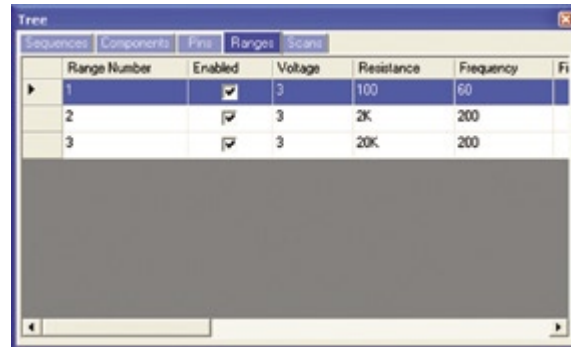 Tree
Sequences Components Pins Ranges Scans
Range Number Enabled Voltage Resistance Frequency Fi
1 3 100 60
2 3 2K 200
3 3 20K 200